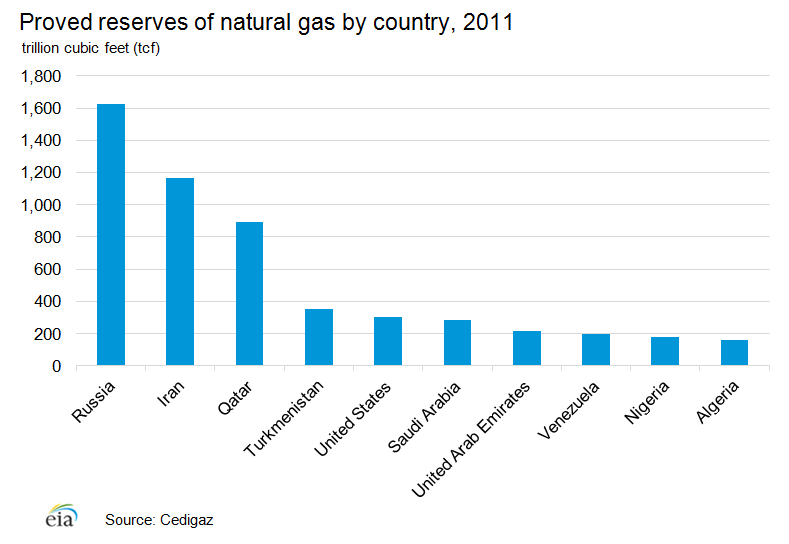 Proved reserves of natural gas by country, 2011
trillion cubic feet (tcf)
1,800
1,600
1,400
1,200
1,000
800
600
400
200
0
Russia
Iran
Qatar
Turkmenistan
United States
Saudi Arabia
United Arab Emirates
Venezuela
Nigeria
Algeria
eia
Source: Cedigaz